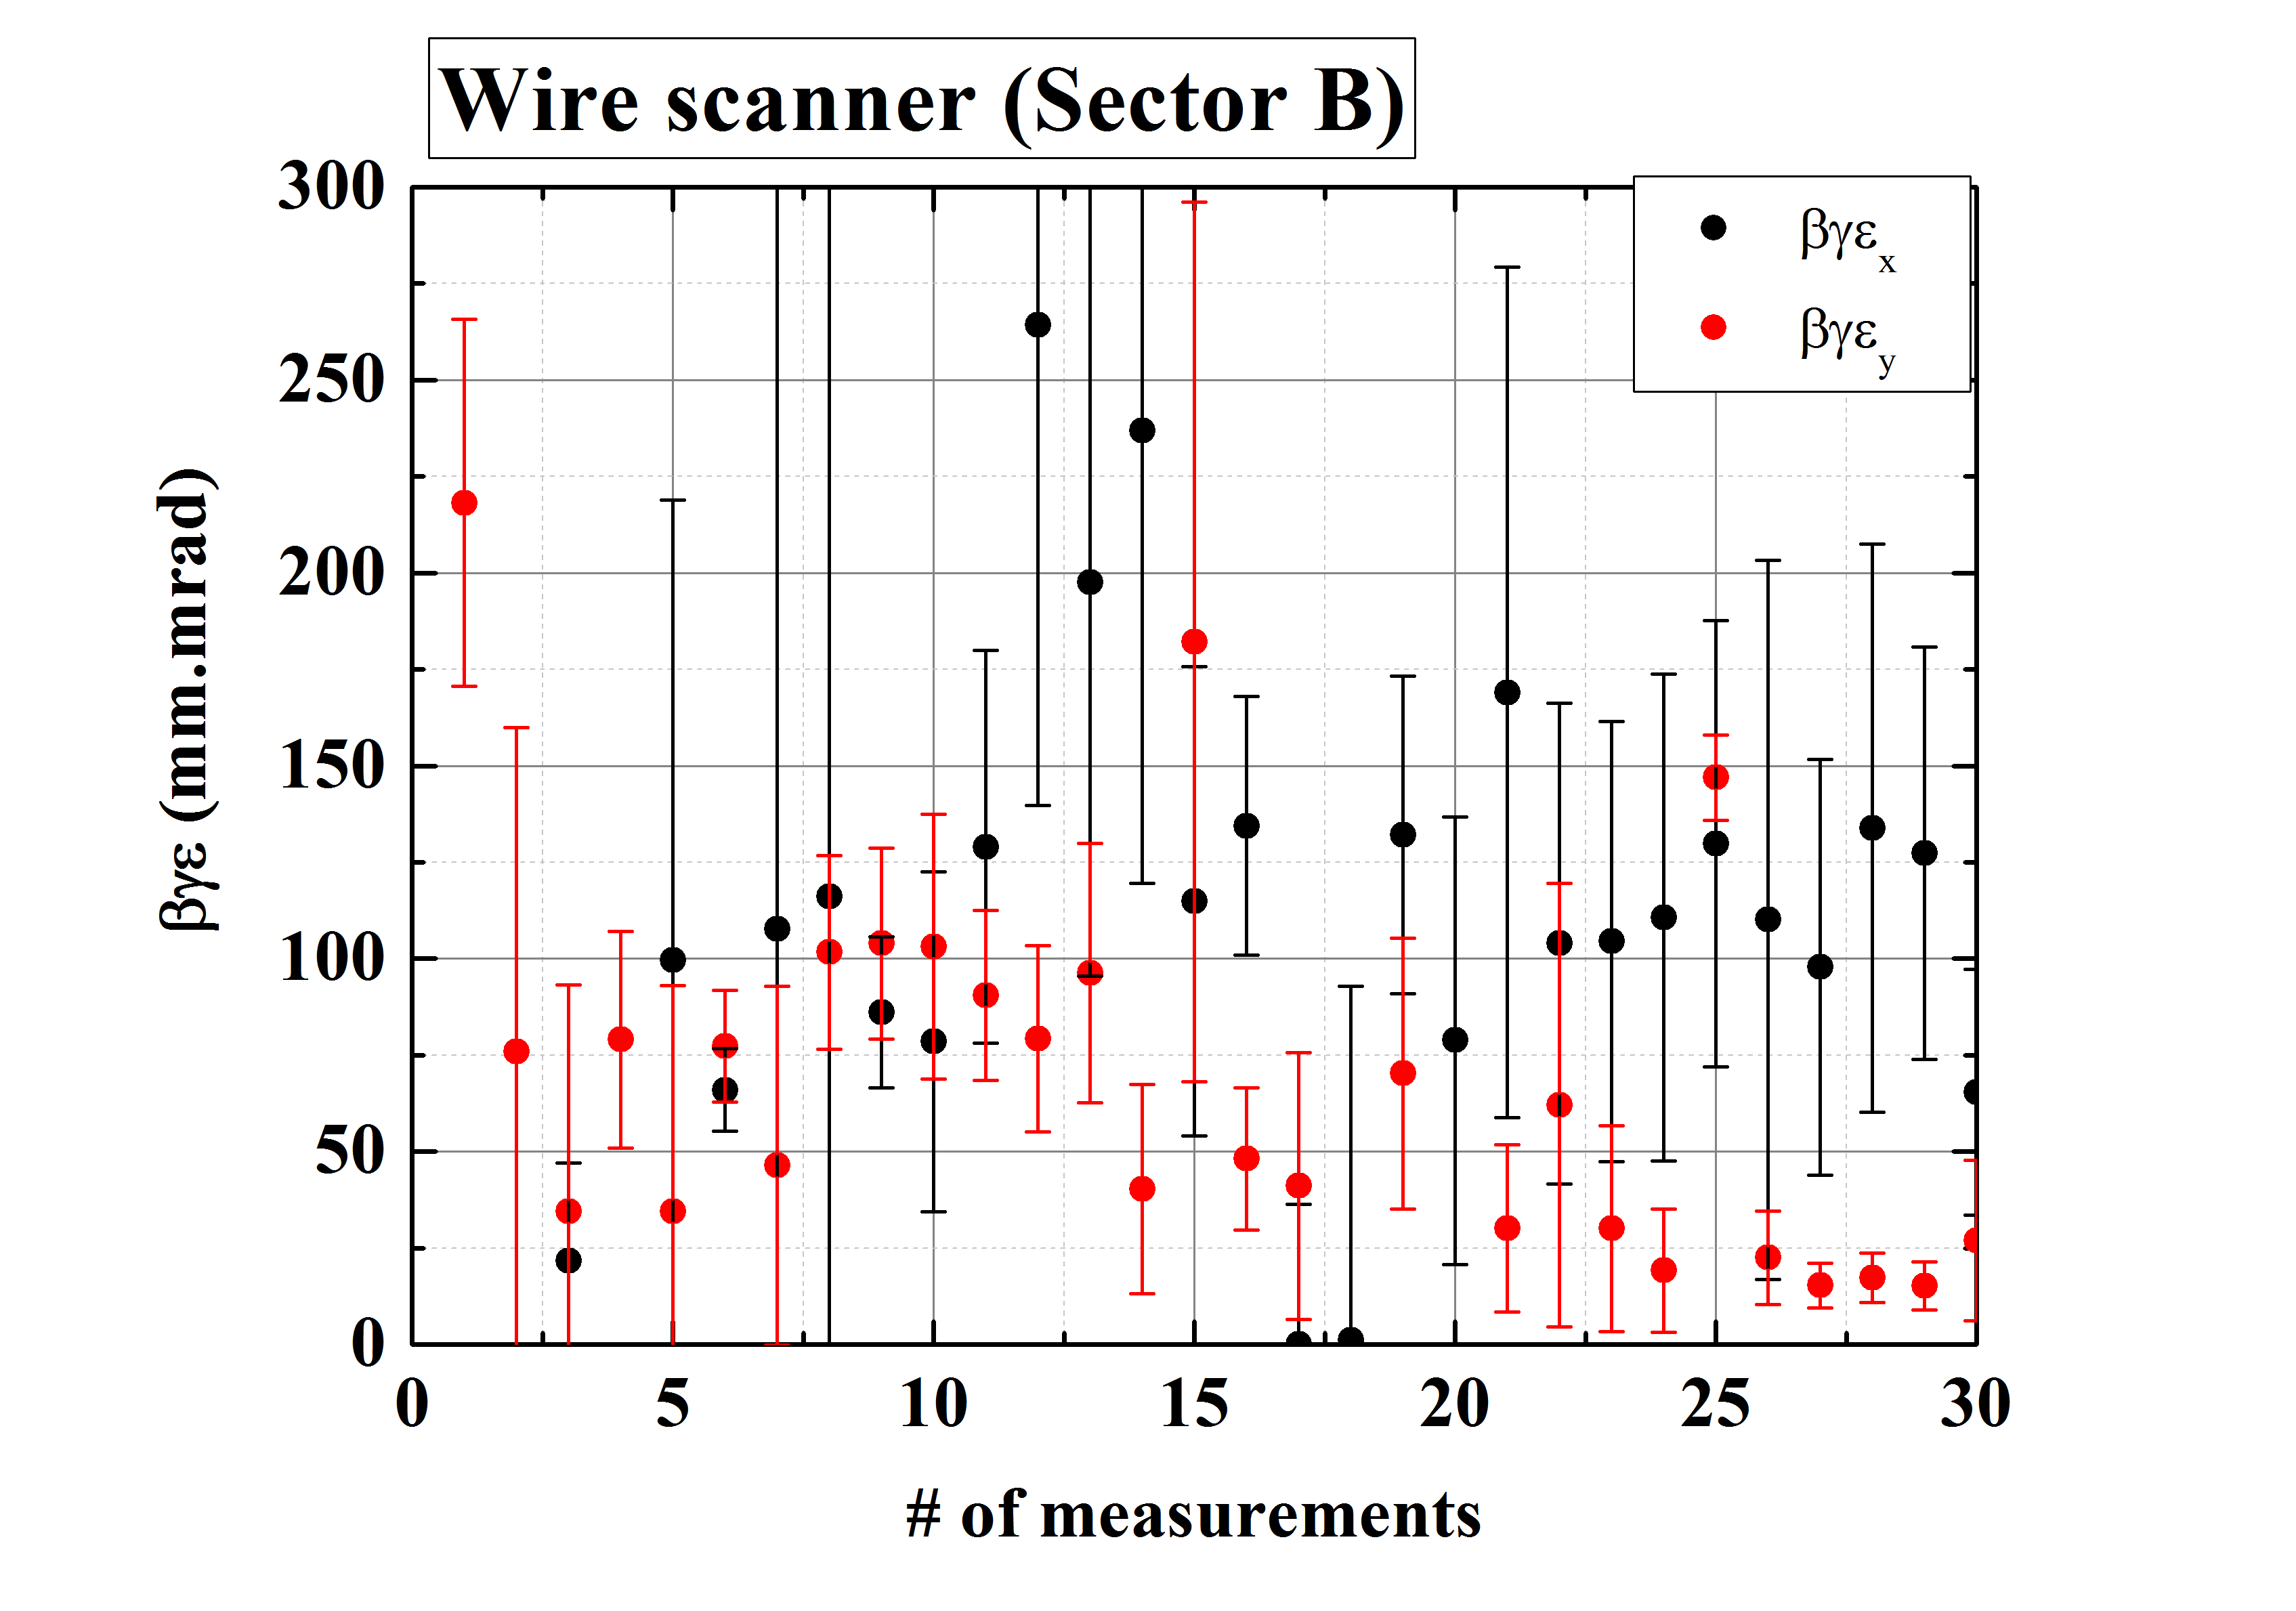 Wire scanner (Sector B)
βγεx
βγεy
300
250
200
150
100
50
0
βγε (mm.mrad)
0 5 10 15 20 25 30
# of measurements